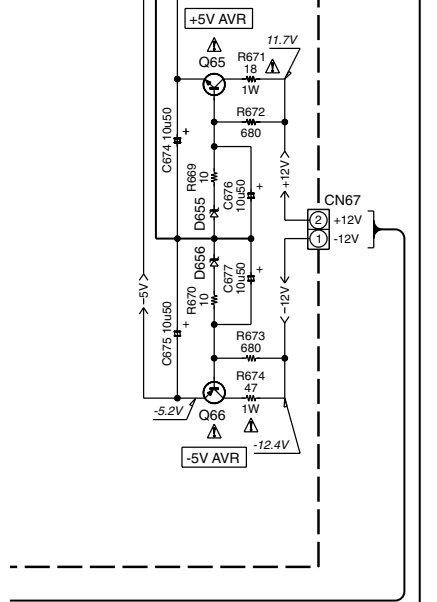 +5V AVR
11.7V
Q65
R671
18
1W
R672
680
C674 10u50
+
R669
10
C676
10u50
+
D655
+12V
CN67
2 +12V
1 -12V
D656
C677
10u50
+
-5V
R670
10
-12V
C675 10u50
+
R673
680
R674
47
1W
-5.2V
Q66
-12.4V
-5V AVR